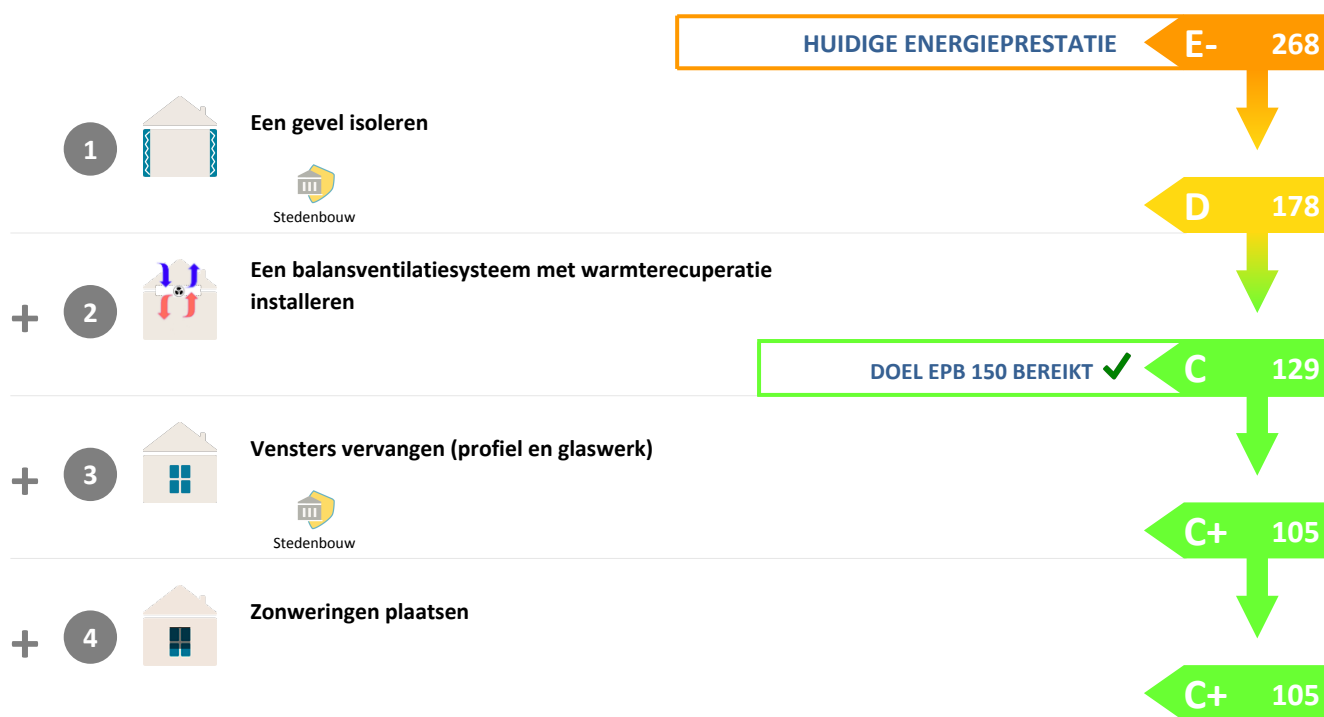 HUIDIGE ENERGIEPRESTATIE E- 268
1 Een gevel isoleren
Stedenbouw
D 178
+ 2 Een balansventilatiesysteem met warmterecuperatie
installeren
DOEL EPB 150 BEREIKT ✓ C 129
+ 3 Vensters vervangen (profiel en glaswerk)
Stedenbouw
C+ 105
+ 4 Zonweringen plaatsen
C+ 105